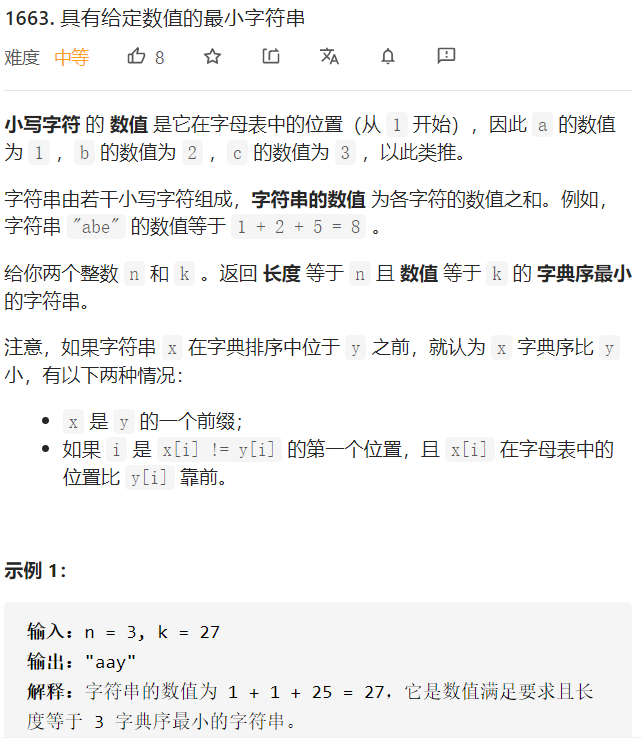 1663. 具有给定数值的最小字符串
难度 中等 8
小写字符 的 数值 是它在字母表中的位置（从 1 开始），因此 a 的数值
为 1 ，b 的数值为 2 ，c 的数值为 3 ，以此类推。
字符串由若干小写字符组成，字符串的数值 为各字符的数值之和。例如，
字符串 "abe" 的数值等于 1 + 2 + 5 = 8 。
给你两个整数 n 和 k 。返回 长度 等于 n 且 数值 等于 k 的 字典序最小
的字符串。
注意，如果字符串 x 在字典排序中位于 y 之前，就认为 x 字典序比 y
小，有以下两种情况：
x 是 y 的一个前缀；
如果 i 是 x[i] != y[i] 的第一个位置，且 x[i] 在字母表中的
位置比 y[i] 靠前。
示例 1：
输入：n = 3, k = 27
输出："aay"
解释：字符串的数值为 1 + 1 + 25 = 27，它是数值满足要求且长
度等于 3 字典序最小的字符串。